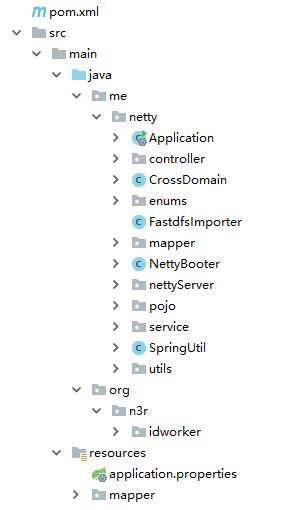 pom.xml
src
main
java
me
netty
Application
controller
CrossDomain
enums
FastdfsImporter
mapper
NettyBooter
nettyServer
pojo
service
SpringUtil
utils
org
n3r
idworker
resources
application.properties
mapper